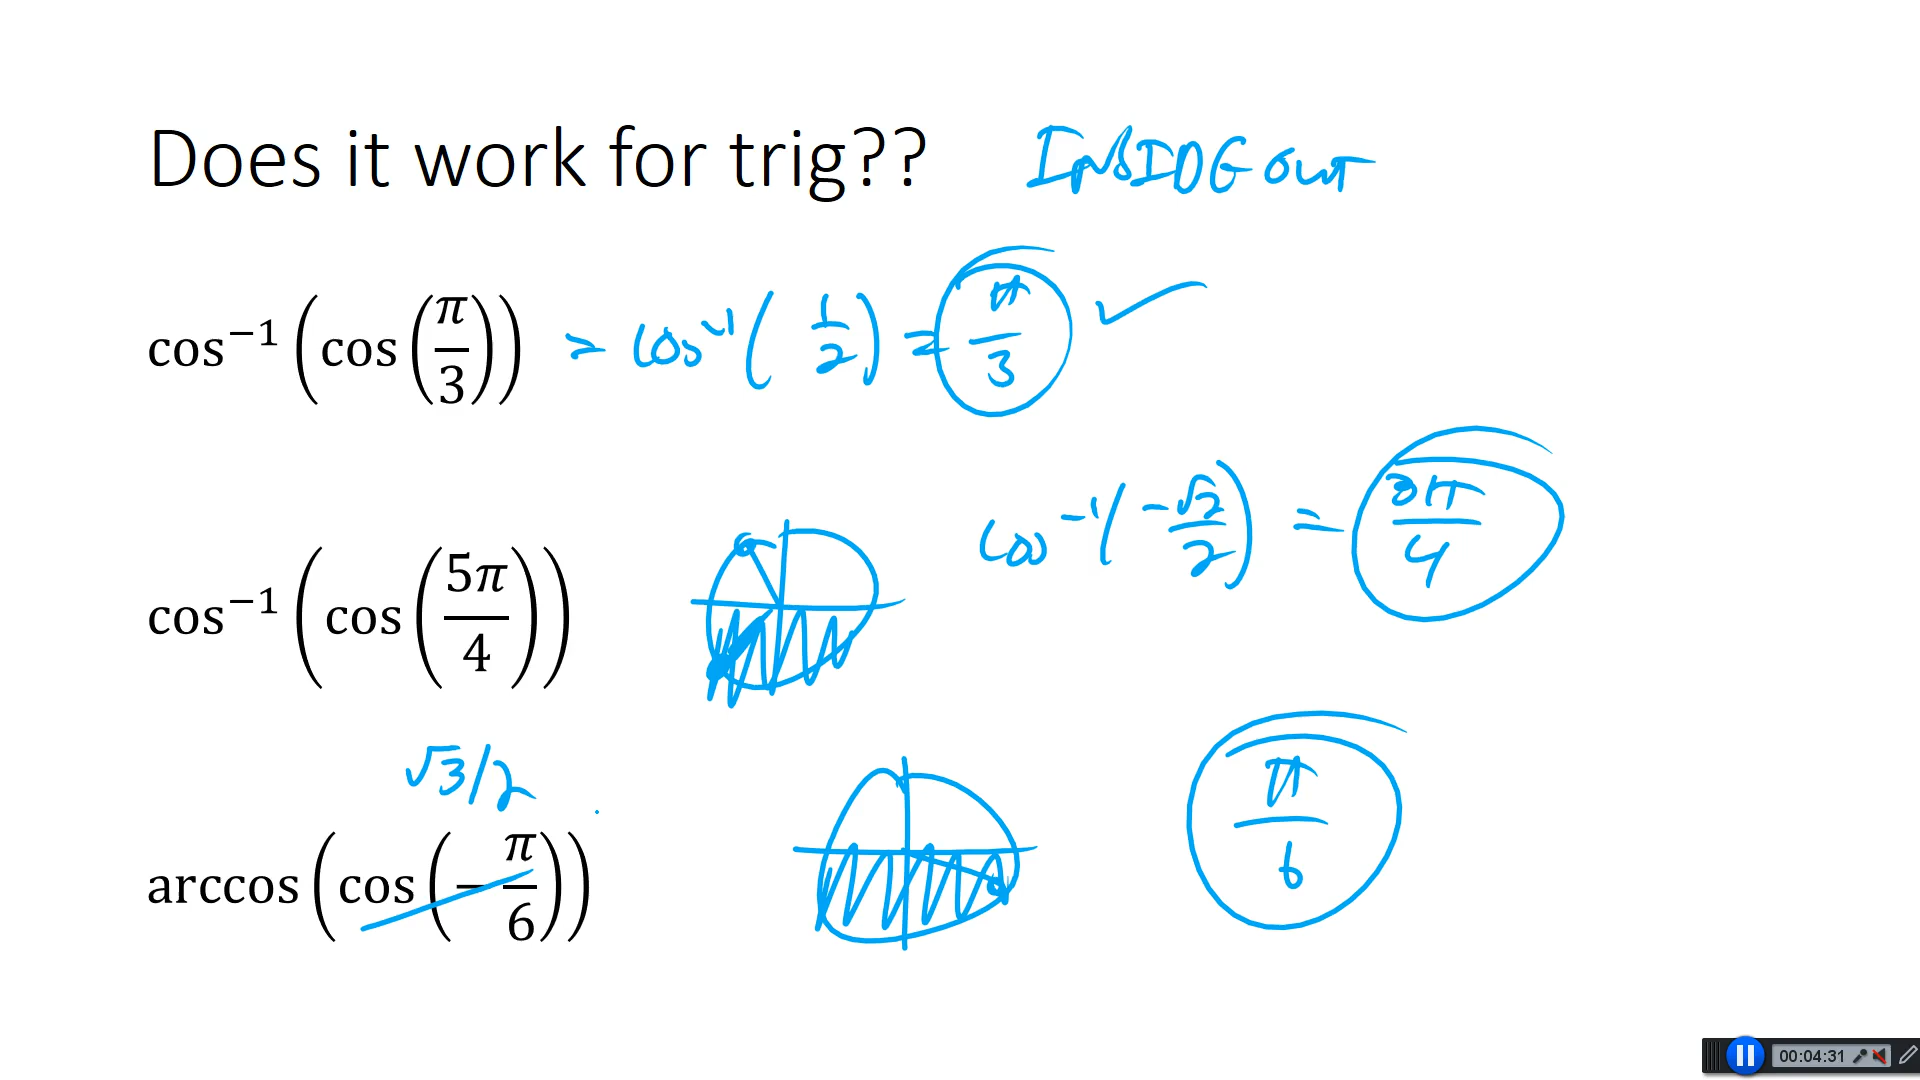 Does it work for trig?? INSIDE out
cos⁻¹(cos(π/3)) = cos⁻¹(1/2) = π/3 ✓
cos⁻¹(cos(5π/4)) cos⁻¹(-√2/2) = 3π/4
√3/2
arccos(cos(-π/6)) π/6
00:04:31